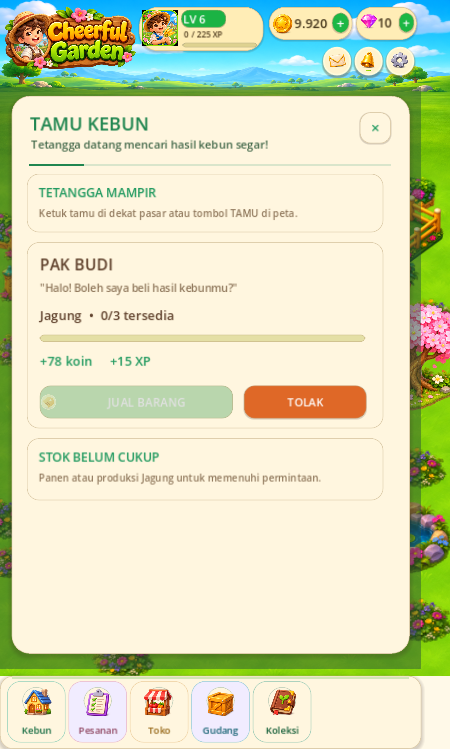 Cheerful
Garden
LV 6
0 / 225 XP
9.920
+
10
+
TAMU KEBUN
Tetangga datang mencari hasil kebun segar!
×
TETANGGA MAMPIR
Ketuk tamu di dekat pasar atau tombol TAMU di peta.
PAK BUDI
"Halo! Boleh saya beli hasil kebunmu?"
Jagung • 0/3 tersedia
+78 koin +15 XP
JUAL BARANG
TOLAK
STOK BELUM CUKUP
Panen atau produksi Jagung untuk memenuhi permintaan.
Kebun
Pesanan
Toko
Gudang
Koleksi